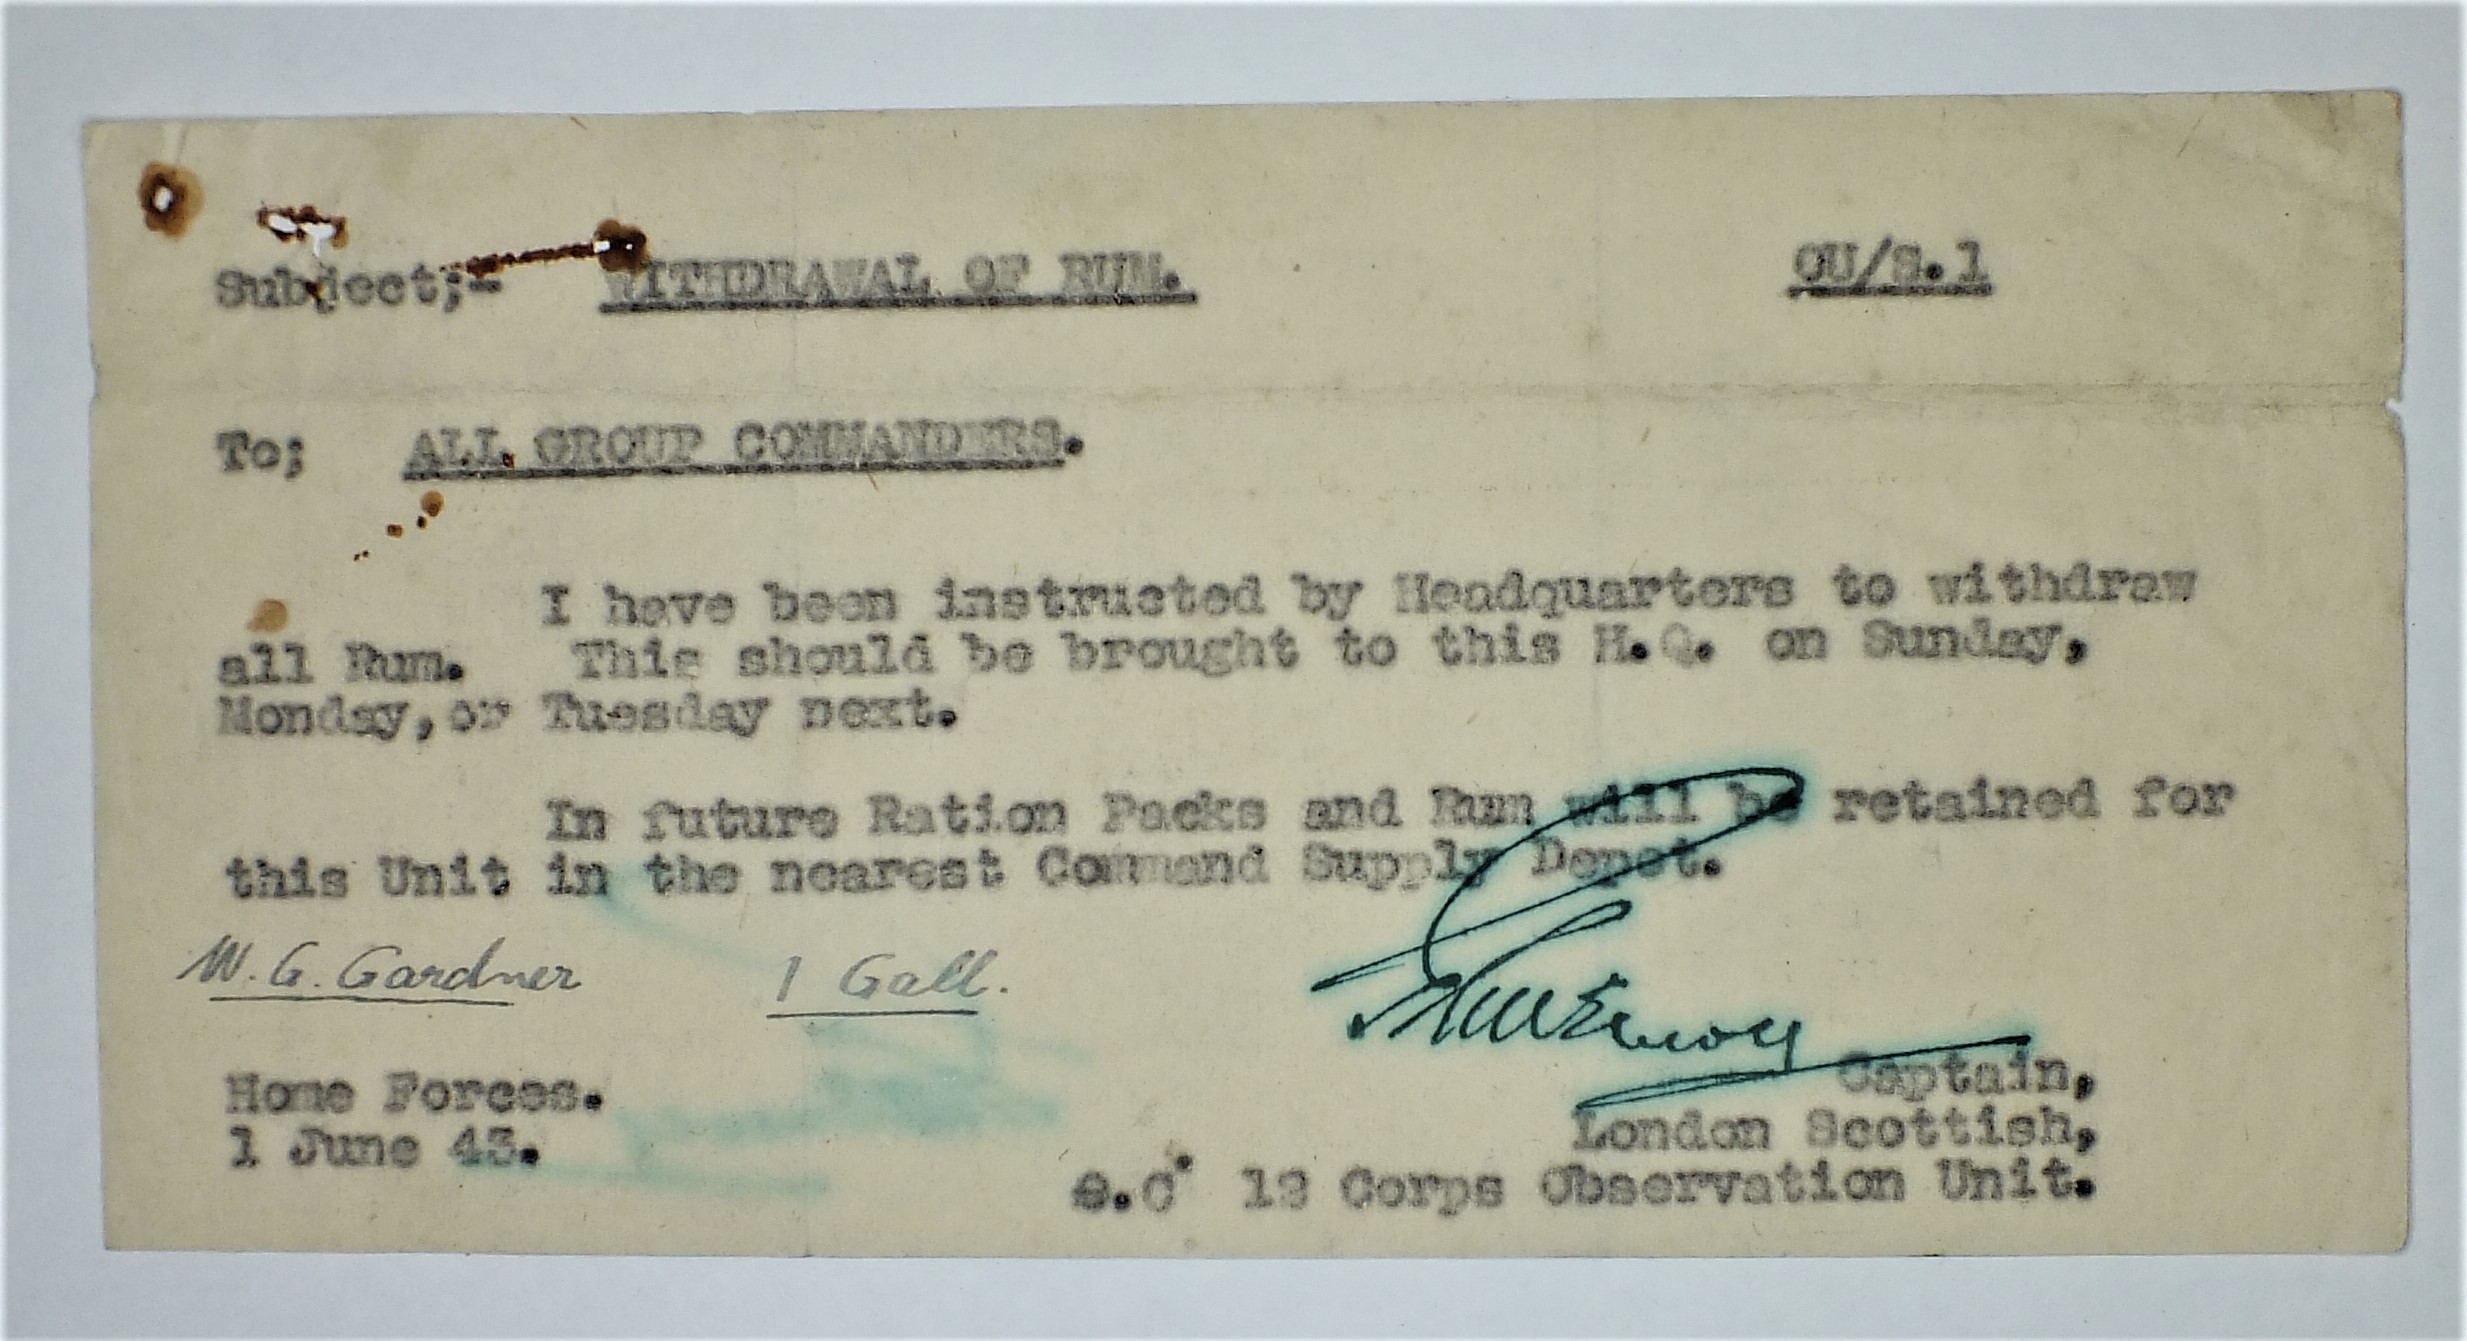 Subject;- WITHDRAWAL OF RUM. OU/S.1
To; ALL GROUP COMMANDERS.
I have been instructed by Headquarters to withdraw
all Rum. This should be brought to this H.Q. on Sunday,
Monday, or Tuesday next.
In future Ration Packs and Rum will be retained for
this Unit in the nearest Command Supply Depot.
W. G. Gardner 1 Gall.
Captain,
Home Forces.
London Scottish,
1 June 43.
O.C. 12 Corps Observation Unit.